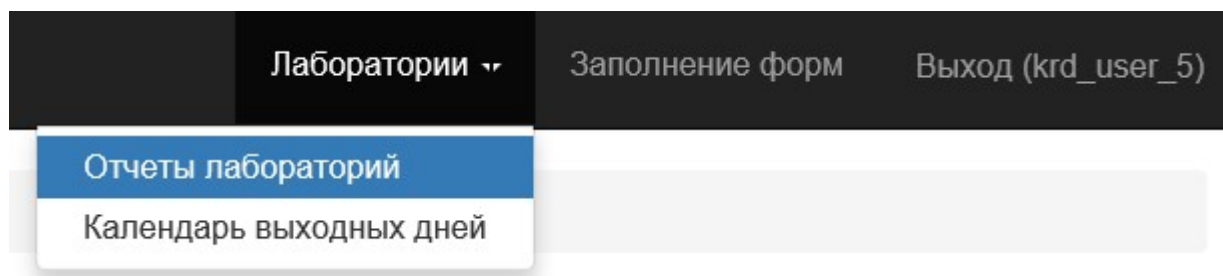 Лаборатории Заполнение форм Выход (krd_user_5)
Отчеты лабораторий
Календарь выходных дней